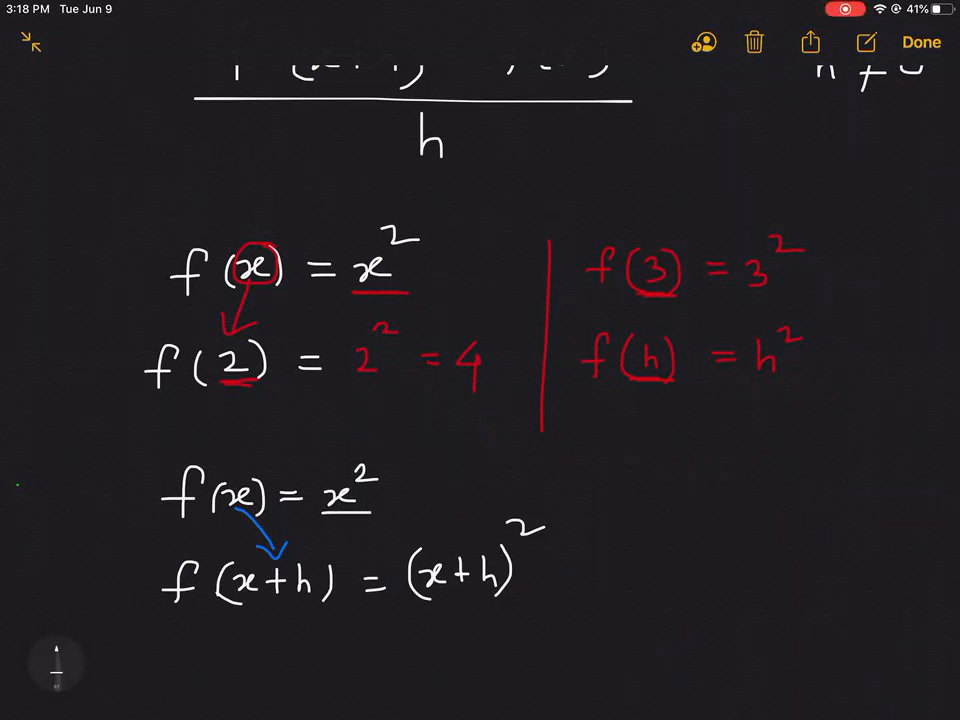 3:18 PM Tue Jun 9
41%
Done
h
f(x) = x²
f(2) = 2² = 4
f(3) = 3²
f(h) = h²
f(x) = x²
f(x+h) = (x+h)²